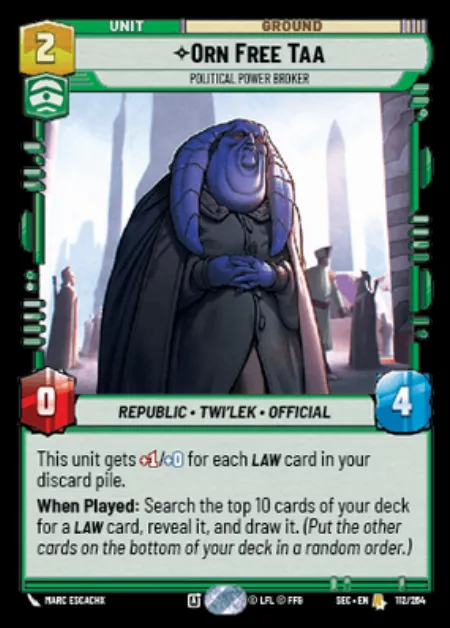 UNIT
GROUND
2
ORN FREE TAA
POLITICAL POWER BROKER
0
REPUBLIC • TWI'LEK • OFFICIAL
4
This unit gets +1/+0 for each LAW card in your
discard pile.
When Played: Search the top 10 cards of your deck
for a LAW card, reveal it, and draw it. (Put the other
cards on the bottom of your deck in a random order.)
MARC ESCACHX
Ⓛ LFL Ⓒ FFG
SEC • EN
112/264